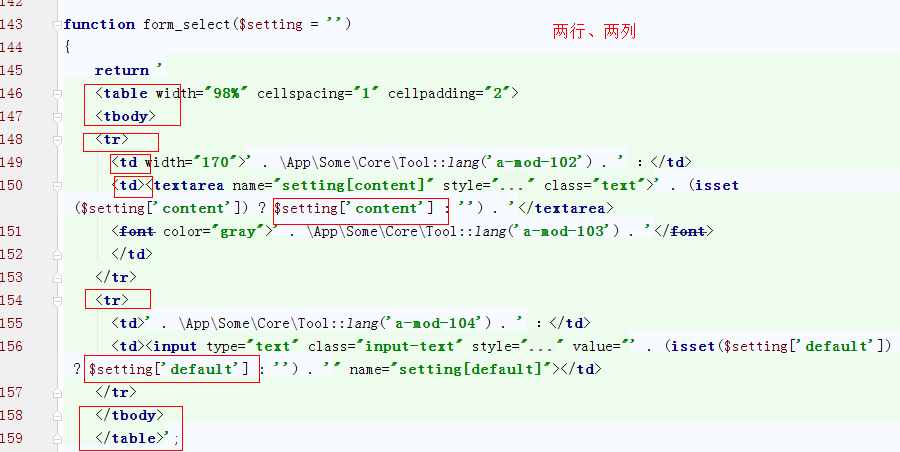 142
143 function form_select($setting = '')
两行、两列
144 {
145 return '
146 <table width="98%" cellspacing="1" cellpadding="2">
147 <tbody>
148 <tr>
149 <td width="170">' . \App\Some\Core\Tool::lang('a-mod-102') . ' :</td>
150 <td><textarea name="setting[content]" style="..." class="text">' . (isset
($setting['content']) ? $setting['content'] : '') . '</textarea>
151 <font color="gray">' . \App\Some\Core\Tool::lang('a-mod-103') . '</font>
152 </td>
153 </tr>
154 <tr>
155 <td>' . \App\Some\Core\Tool::lang('a-mod-104') . ' :</td>
156 <td><input type="text" class="input-text" style="..." value="' . (isset($setting['default'])
? $setting['default'] : '') . '" name="setting[default]"></td>
157 </tr>
158 </tbody>
159 </table>';